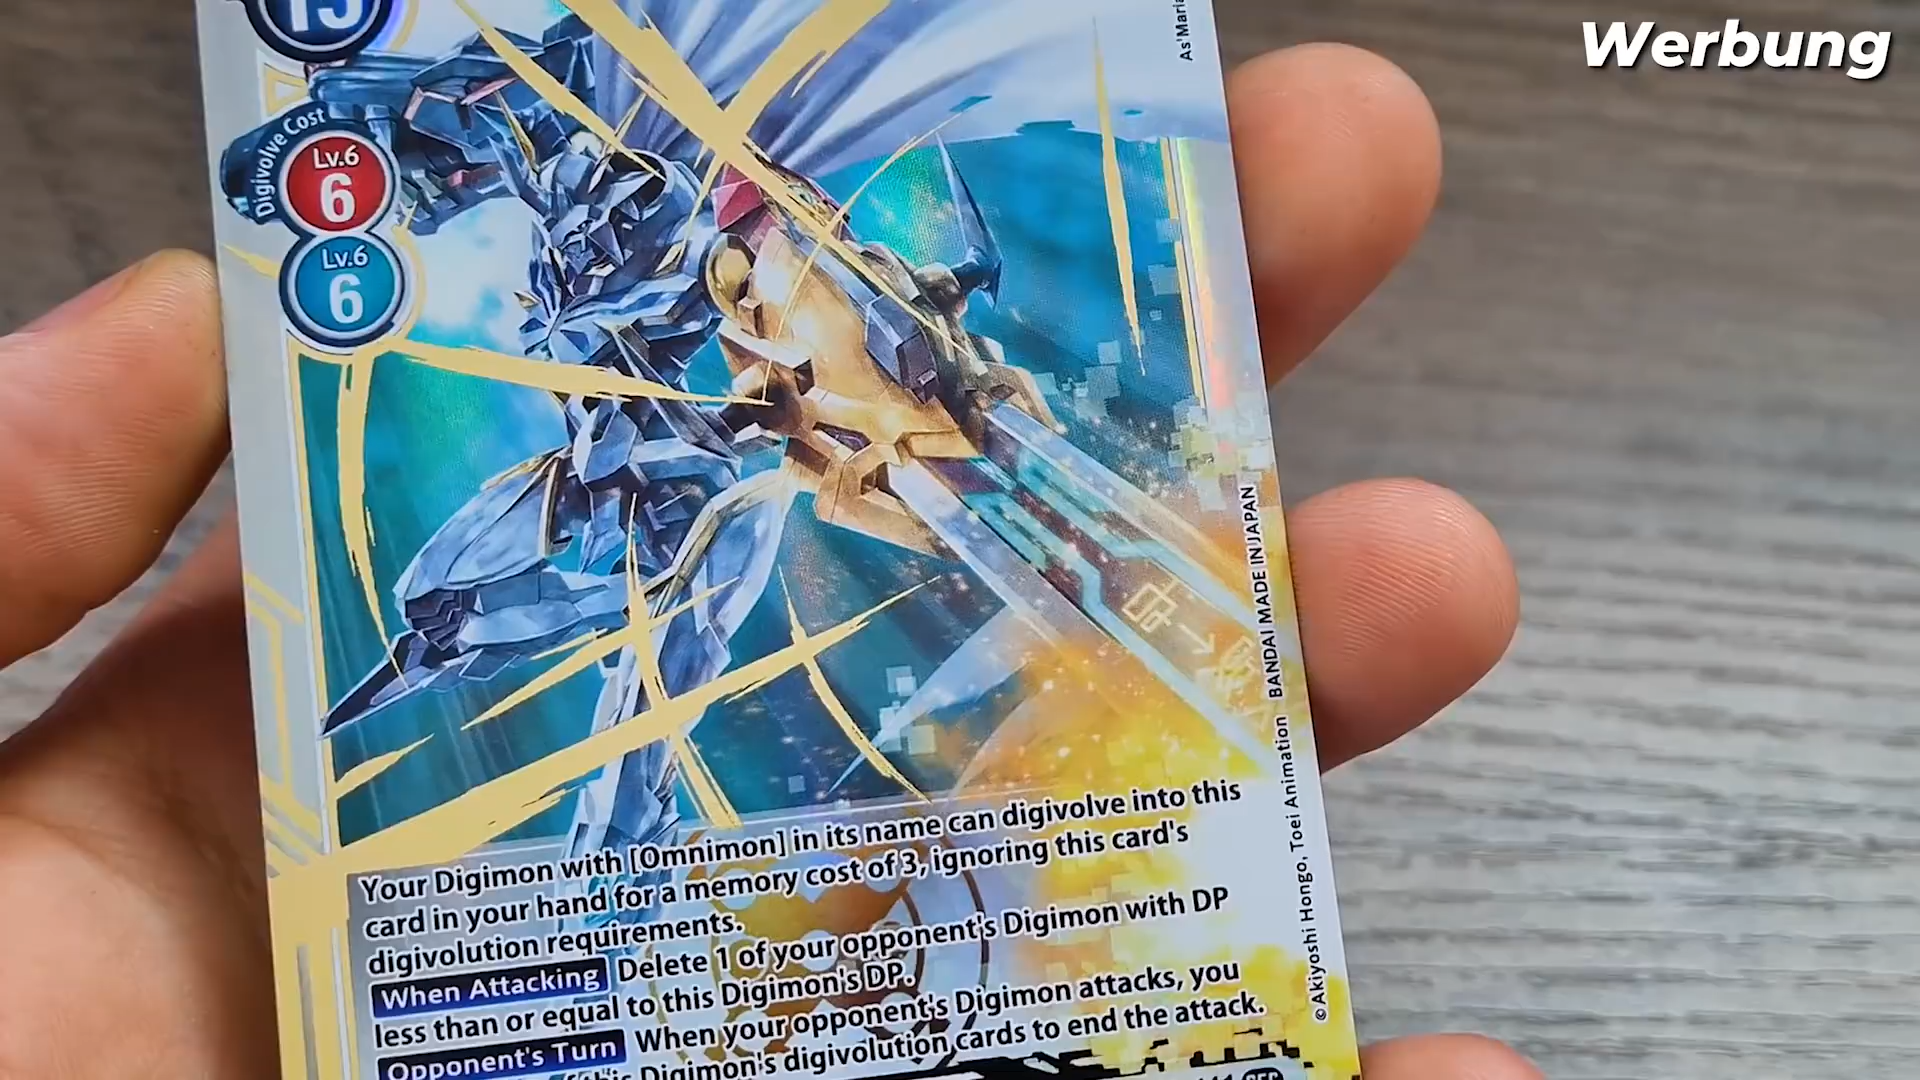 Werbung
15
As'Maria
Digivolve Cost
Lv.6
6
Lv.6
6
BANDAI MADE IN JAPAN
©Akiyoshi Hongo, Toei Animation
Your Digimon with [Omnimon] in its name can digivolve into this
card in your hand for a memory cost of 3, ignoring this card's
digivolution requirements.
When Attacking Delete 1 of your opponent's Digimon with DP
less than or equal to this Digimon's DP.
Opponent's Turn When your opponent's Digimon attacks, you
of this Digimon's digivolution cards to end the attack.